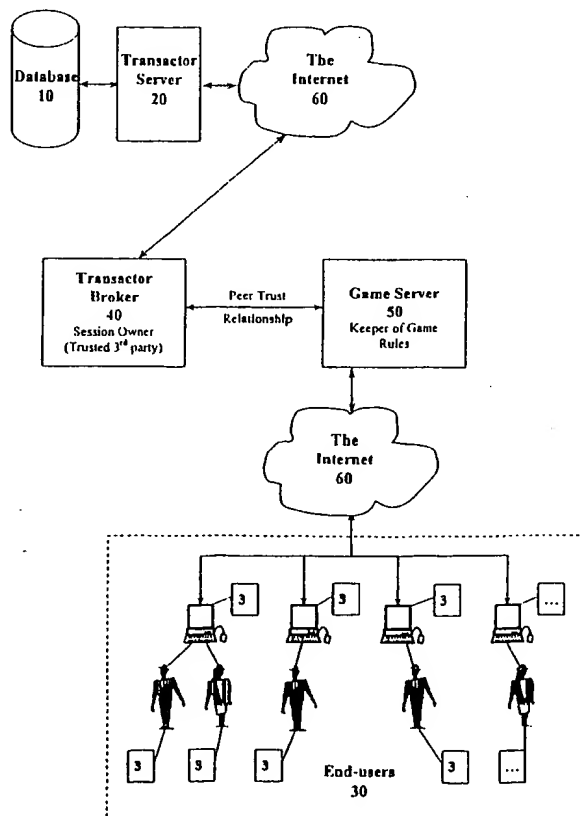 Database
10
Transactor
Server
20
The
Internet
60
Transactor
Broker
40
Session Owner
(Trusted 3rd party)
Peer Trust
Relationship
Game Server
50
Keeper of Game
Rules
The
Internet
60
3
3
3
...
3
3
3
3
...
End-users
30